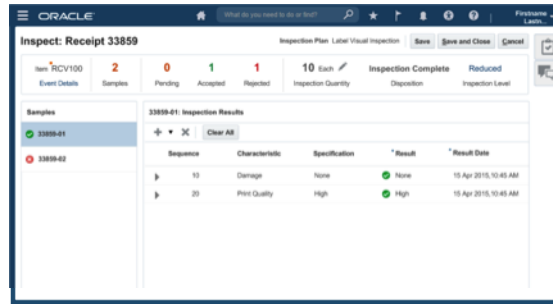 ORACLE
What do you need to do or find?
Firstname
Lastn...
Inspect: Receipt 33859
Inspection Plan Label Visual Inspection
Save
Save and Close
Cancel
Item *RCV100
Event Details
2
Samples
0
Pending
1
Accepted
1
Rejected
10 Each
Inspection Quantity
Inspection Complete
Disposition
Reduced
Inspection Level
Samples
33859-01
33859-02
33859-01: Inspection Results
Clear All
Sequence Characteristic Specification * Result * Result Date
10 Damage None None 15 Apr 2015,10:45 AM
20 Print Quality High High 15 Apr 2015,10:45 AM